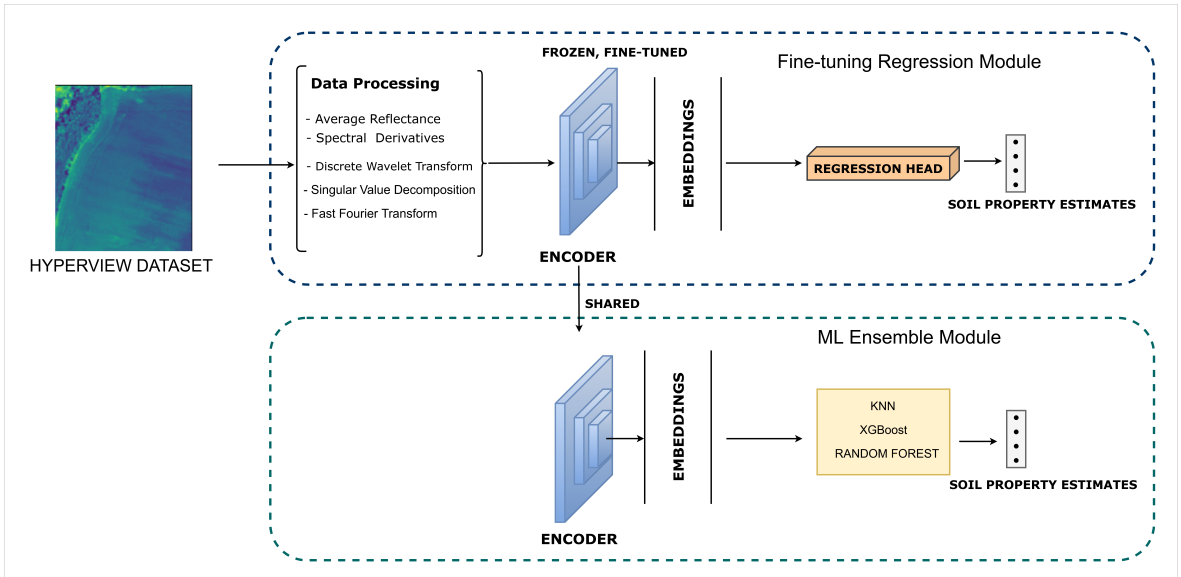 FROZEN, FINE-TUNED
Fine-tuning Regression Module
Data Processing
- Average Reflectance
- Spectral Derivatives
- Discrete Wavelet Transform
- Singular Value Decomposition
- Fast Fourier Transform
EMBEDDINGS
REGRESSION HEAD
SOIL PROPERTY ESTIMATES
ENCODER
HYPERVIEW DATASET
SHARED
ML Ensemble Module
EMBEDDINGS
KNN
XGBoost
RANDOM FOREST
SOIL PROPERTY ESTIMATES
ENCODER